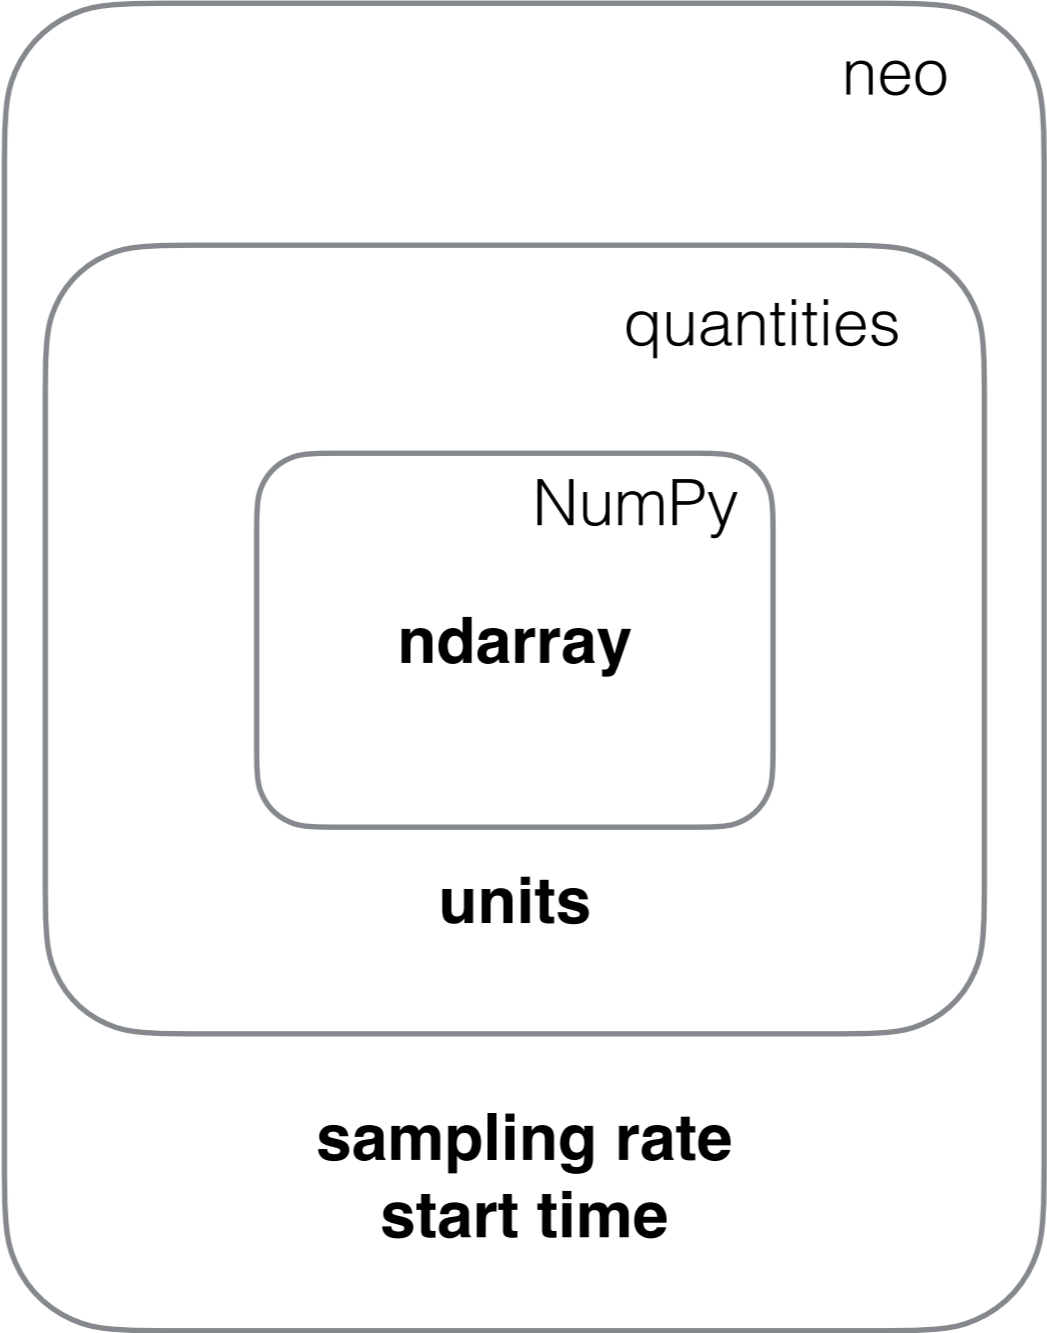 neo
quantities
NumPy
ndarray
units
sampling rate
start time